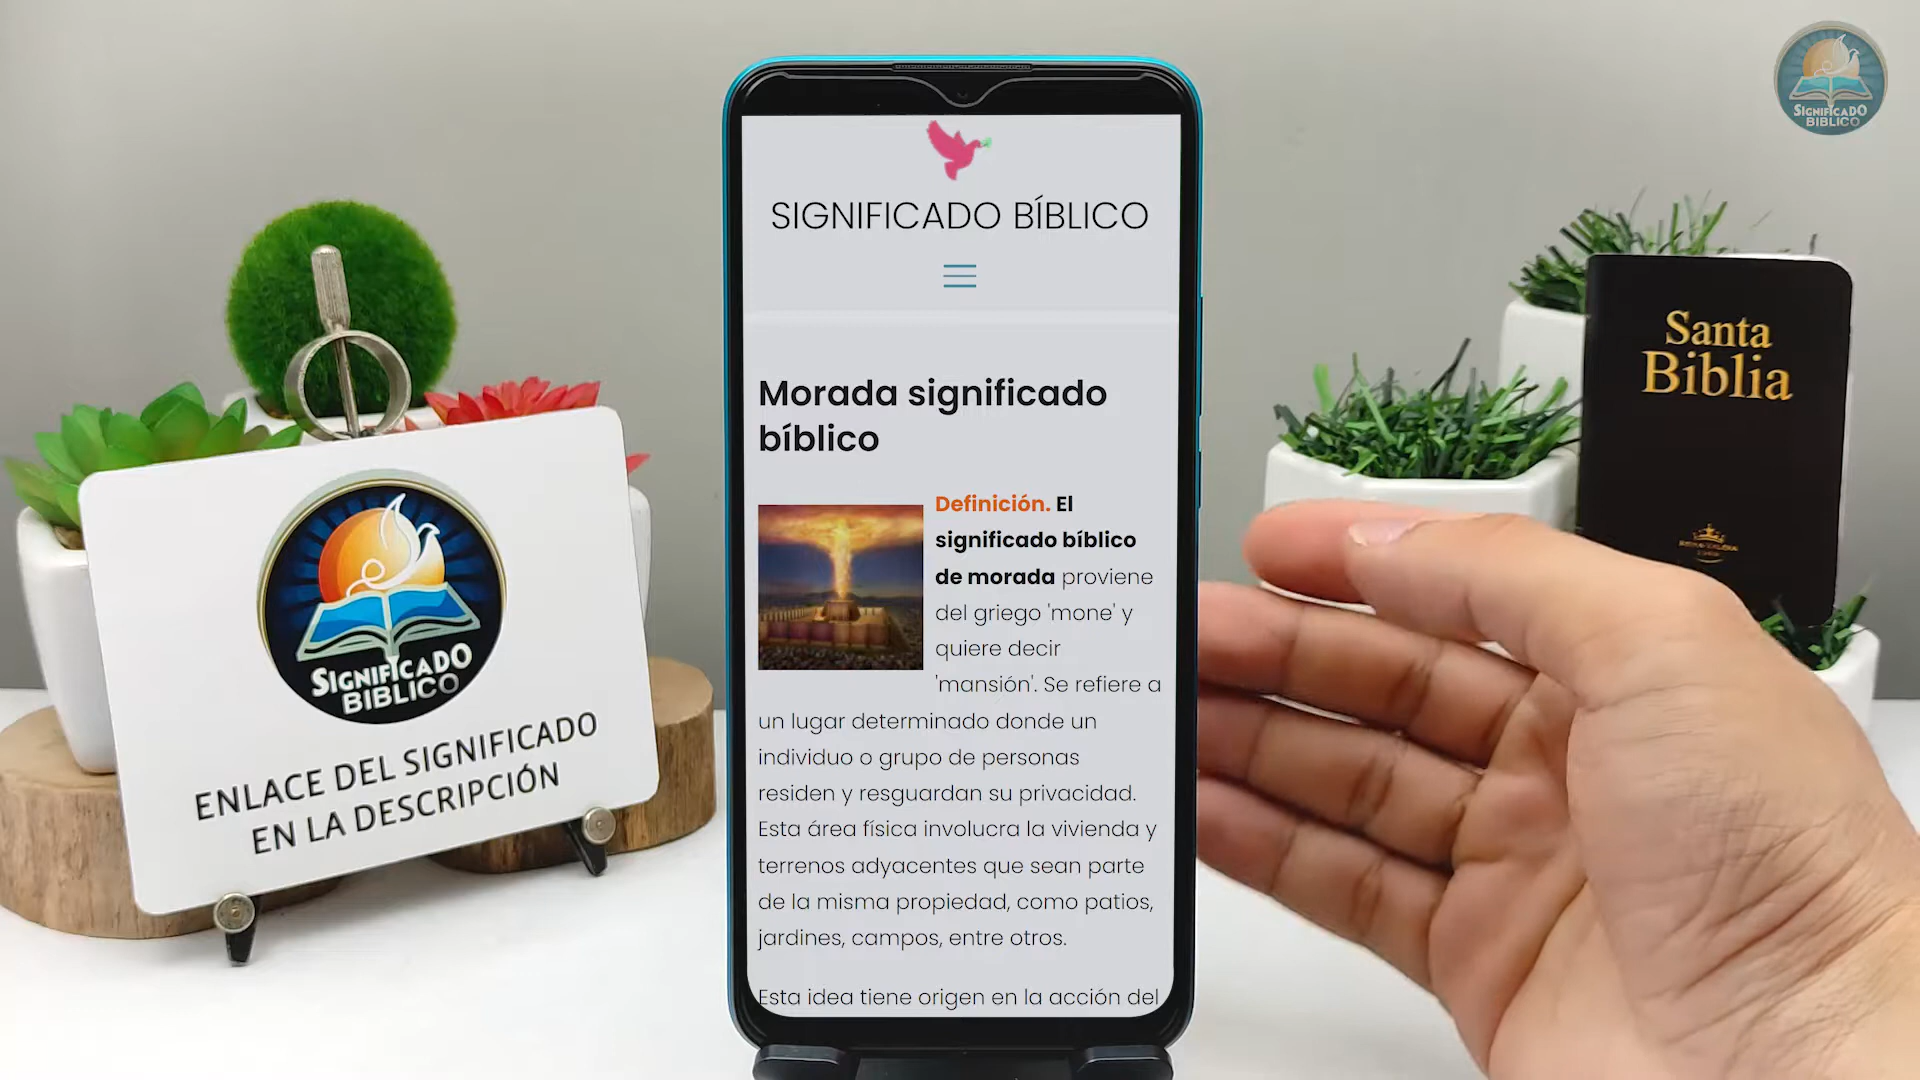 SIGNIFICADO
BIBLICO
SIGNIFICADO BÍBLICO
Morada significado
bíblico
Definición. El
significado bíblico
de morada proviene
del griego 'mone' y
quiere decir
'mansión'. Se refiere a
un lugar determinado donde un
individuo o grupo de personas
residen y resguardan su privacidad.
Esta área física involucra la vivienda y
terrenos adyacentes que sean parte
de la misma propiedad, como patios,
jardines, campos, entre otros.
Esta idea tiene origen en la acción del
SIGNIFICADO
BIBLICO
ENLACE DEL SIGNIFICADO
EN LA DESCRIPCIÓN
Santa
Biblia